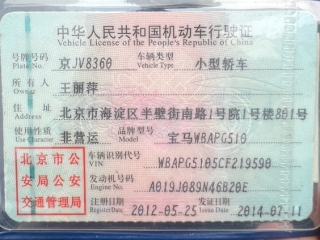 中华人民共和国机动车行驶证
Vehicle License of the People's Republic of China
号牌号码 京JV8360 车辆类型 小型轿车
Plate No. Vehicle Type
所有人 王丽萍
Owner
住址 北京市海淀区半壁街南路1号院1号楼801号
Address
使用性质 非营运 品牌型号 宝马WBAPG510
Use Character Model
北京市公安局公安交通管理局
车辆识别代号 WBAPG5105CF219590
VIN
发动机号码 A019J089N46B20E
Engine No.
注册日期 2012-05-25 发证日期 2014-07-11
Register Date Issue Date